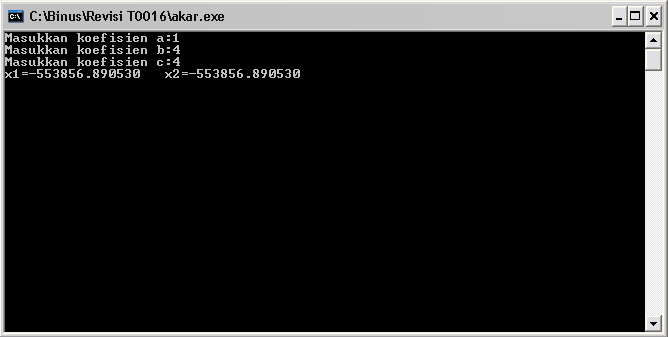 C:\Binus\Revisi T0016\akar.exe
Masukkan koefisien a:1
Masukkan koefisien b:4
Masukkan koefisien c:4
x1=-553856.890530   x2=-553856.890530